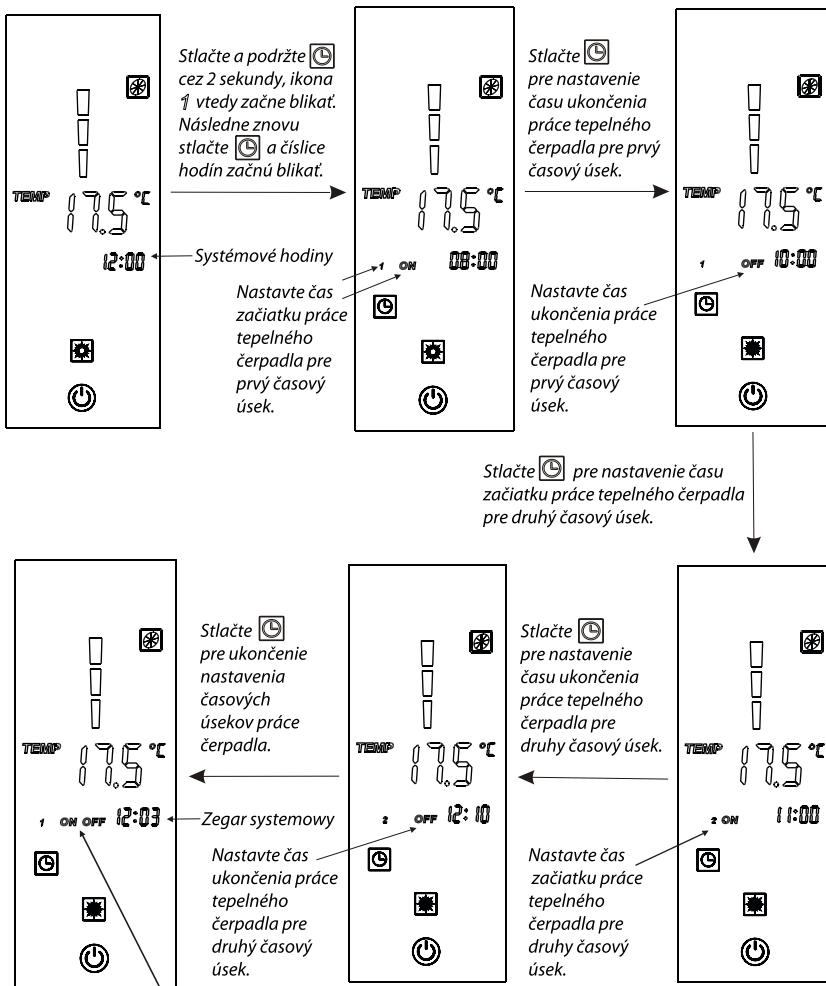 Stlačte a podržte
cez 2 sekundy, ikona
1 vtedy začne blikať.
Následne znovu
stlačte a číslice
hodín začnú blikať.
TEMP 17.5 °C
12:00
Systémové hodiny
Nastavte čas
začiatku práce
tepelného
čerpadla pre
prvý časový
úsek.
TEMP 17.5 °C
1 ON 08:00
Stlačte
pre nastavenie
času ukončenia
práce tepelného
čerpadla pre prvý
časový úsek.
Nastavte čas
ukončenia práce
tepelného
čerpadla pre
prvý časový
úsek.
TEMP 17.5 °C
1 OFF 10:00
Stlačte pre nastavenie času
začiatku práce tepelného čerpadla
pre druhý časový úsek.
TEMP 17.5 °C
2 ON 11:00
Stlačte
pre nastavenie
času ukončenia
práce tepelného
čerpadla pre
druhy časový úsek.
Nastavte čas
začiatku práce
tepelného
čerpadla pre
druhy časový
úsek.
TEMP 17.5 °C
2 OFF 12:10
Stlačte
pre ukončenie
nastavenia
časových
úsekov práce
čerpadla.
Zegar systemowy
Nastavte čas
ukončenia práce
tepelného
čerpadla pre
druhý časový
úsek.
TEMP 17.5 °C
1 ON OFF 12:03